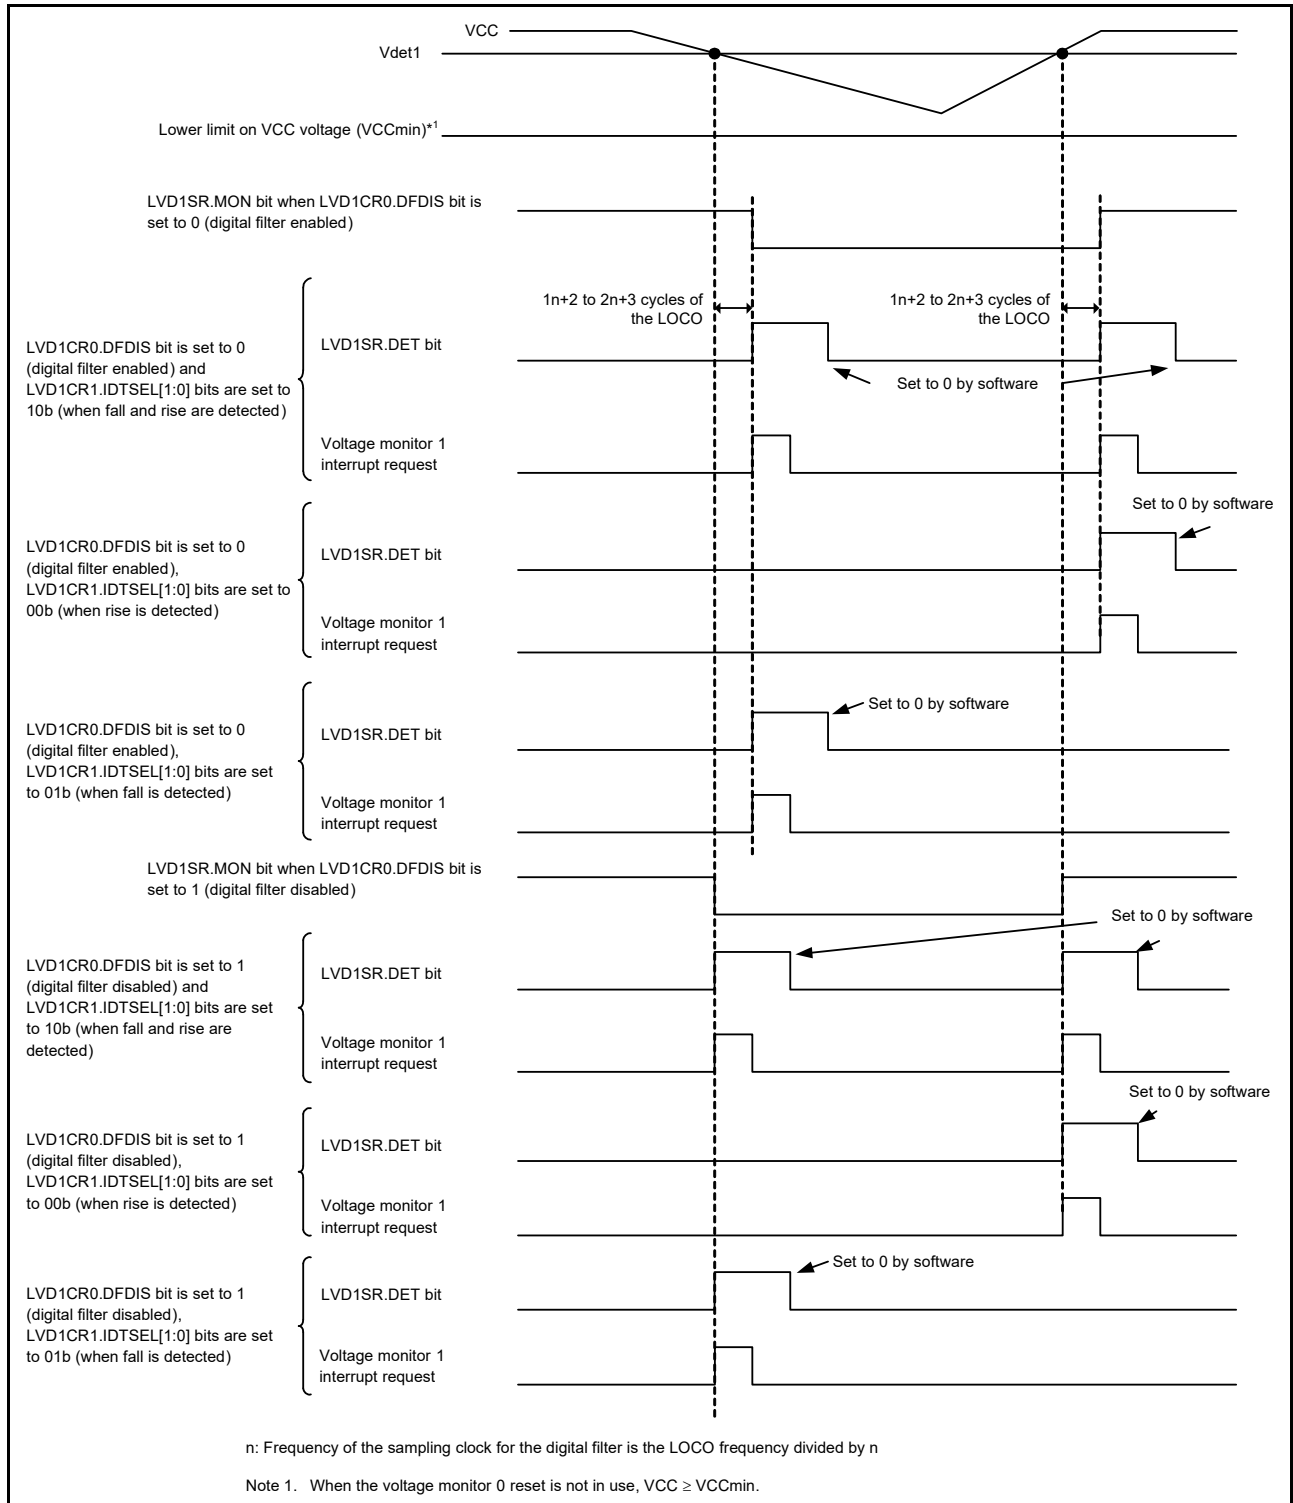 VCC
Vdet1
Lower limit on VCC voltage (VCCmin)*1
LVD1SR.MON bit when LVD1CR0.DFDIS bit is
set to 0 (digital filter enabled)
1n+2 to 2n+3 cycles of
the LOCO
1n+2 to 2n+3 cycles of
the LOCO
LVD1CR0.DFDIS bit is set to 0
(digital filter enabled) and
LVD1CR1.IDTSEL[1:0] bits are set to
10b (when fall and rise are detected)
LVD1SR.DET bit
Set to 0 by software
Voltage monitor 1
interrupt request
Set to 0 by software
LVD1CR0.DFDIS bit is set to 0
(digital filter enabled),
LVD1CR1.IDTSEL[1:0] bits are set to
00b (when rise is detected)
LVD1SR.DET bit
Voltage monitor 1
interrupt request
LVD1CR0.DFDIS bit is set to 0
(digital filter enabled),
LVD1CR1.IDTSEL[1:0] bits are set
to 01b (when fall is detected)
LVD1SR.DET bit
Set to 0 by software
Voltage monitor 1
interrupt request
LVD1SR.MON bit when LVD1CR0.DFDIS bit is
set to 1 (digital filter disabled)
Set to 0 by software
LVD1CR0.DFDIS bit is set to 1
(digital filter disabled) and
LVD1CR1.IDTSEL[1:0] bits are set
to 10b (when fall and rise are
detected)
LVD1SR.DET bit
Voltage monitor 1
interrupt request
Set to 0 by software
LVD1CR0.DFDIS bit is set to 1
(digital filter disabled),
LVD1CR1.IDTSEL[1:0] bits are set
to 00b (when rise is detected)
LVD1SR.DET bit
Voltage monitor 1
interrupt request
LVD1CR0.DFDIS bit is set to 1
(digital filter disabled),
LVD1CR1.IDTSEL[1:0] bits are set
to 01b (when fall is detected)
LVD1SR.DET bit
Set to 0 by software
Voltage monitor 1
interrupt request
n: Frequency of the sampling clock for the digital filter is the LOCO frequency divided by n
Note 1. When the voltage monitor 0 reset is not in use, VCC ≥ VCCmin.